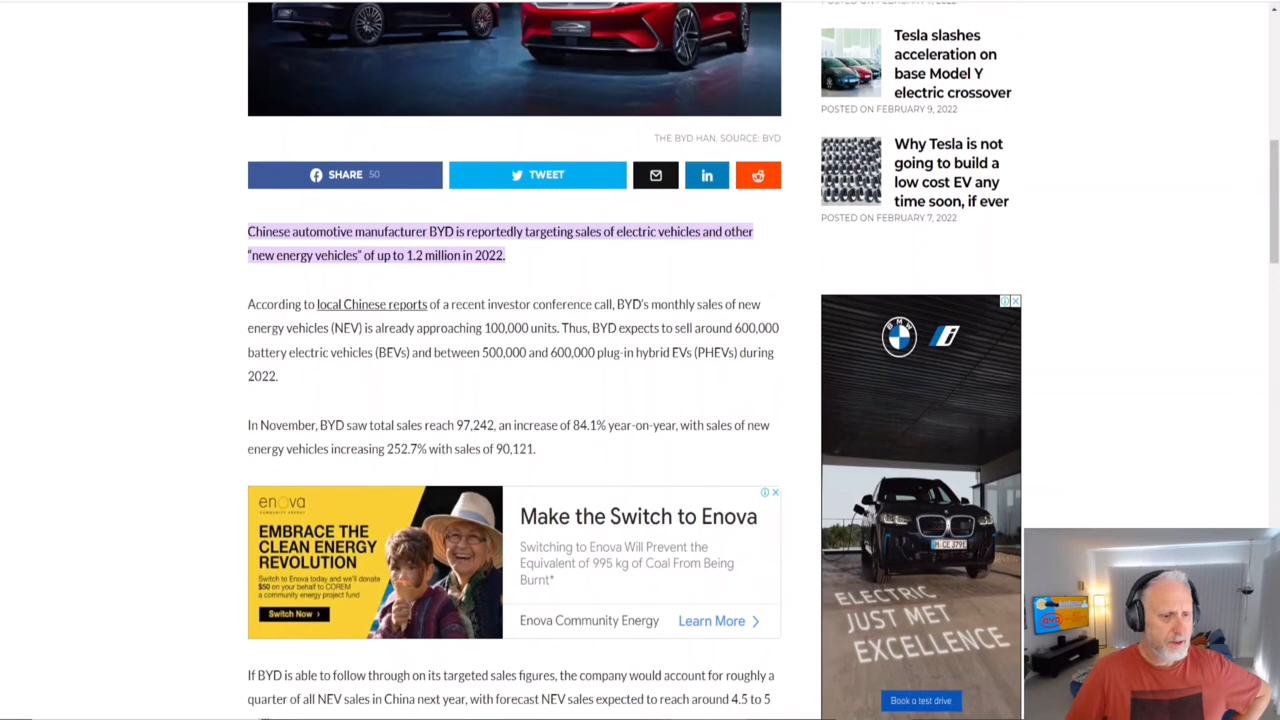 THE BYD HAN. SOURCE: BYD
SHARE 50
TWEET
in
Chinese automotive manufacturer BYD is reportedly targeting sales of electric vehicles and other
“new energy vehicles” of up to 1.2 million in 2022.
According to local Chinese reports of a recent investor conference call, BYD’s monthly sales of new
energy vehicles (NEV) is already approaching 100,000 units. Thus, BYD expects to sell around 600,000
battery electric vehicles (BEVs) and between 500,000 and 600,000 plug-in hybrid EVs (PHEVs) during
2022.
In November, BYD saw total sales reach 97,242, an increase of 84.1% year-on-year, with sales of new
energy vehicles increasing 252.7% with sales of 90,121.
enova
COMMUNITY ENERGY
EMBRACE THE
CLEAN ENERGY
REVOLUTION
Switch to Enova today and we'll donate
$50 on your behalf to COREM
a community energy project fund
Switch Now >
Make the Switch to Enova
Switching to Enova Will Prevent the
Equivalent of 995 kg of Coal From Being
Burnt*
Enova Community Energy
Learn More >
If BYD is able to follow through on its targeted sales figures, the company would account for roughly a
quarter of all NEV sales in China next year, with forecast NEV sales expected to reach around 4.5 to 5
Tesla slashes
acceleration on
base Model Y
electric crossover
POSTED ON FEBRUARY 9, 2022
Why Tesla is not
going to build a
low cost EV any
time soon, if ever
POSTED ON FEBRUARY 7, 2022
BMW
i
M-CE 379E
ELECTRIC
JUST MET
EXCELLENCE
Book a test drive
BYD